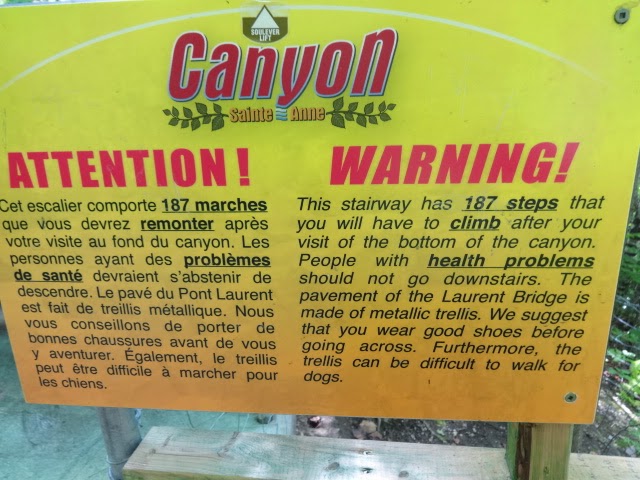 SOULEVER
LIFT
Canyon
Sainte Anne
ATTENTION !
Cet escalier comporte 187 marches
que vous devrez remonter après
votre visite au fond du canyon. Les
personnes ayant des problèmes
de santé devraient s'abstenir de
descendre. Le pavé du Pont Laurent
est fait de treillis métallique. Nous
vous conseillons de porter de
bonnes chaussures avant de vous
y aventurer. Également, le treillis
peut être difficile à marcher pour
les chiens.
WARNING!
This stairway has 187 steps that
you will have to climb after your
visit of the bottom of the canyon.
People with health problems
should not go downstairs. The
pavement of the Laurent Bridge is
made of metallic trellis. We suggest
that you wear good shoes before
going across. Furthermore, the
trellis can be difficult to walk for
dogs.